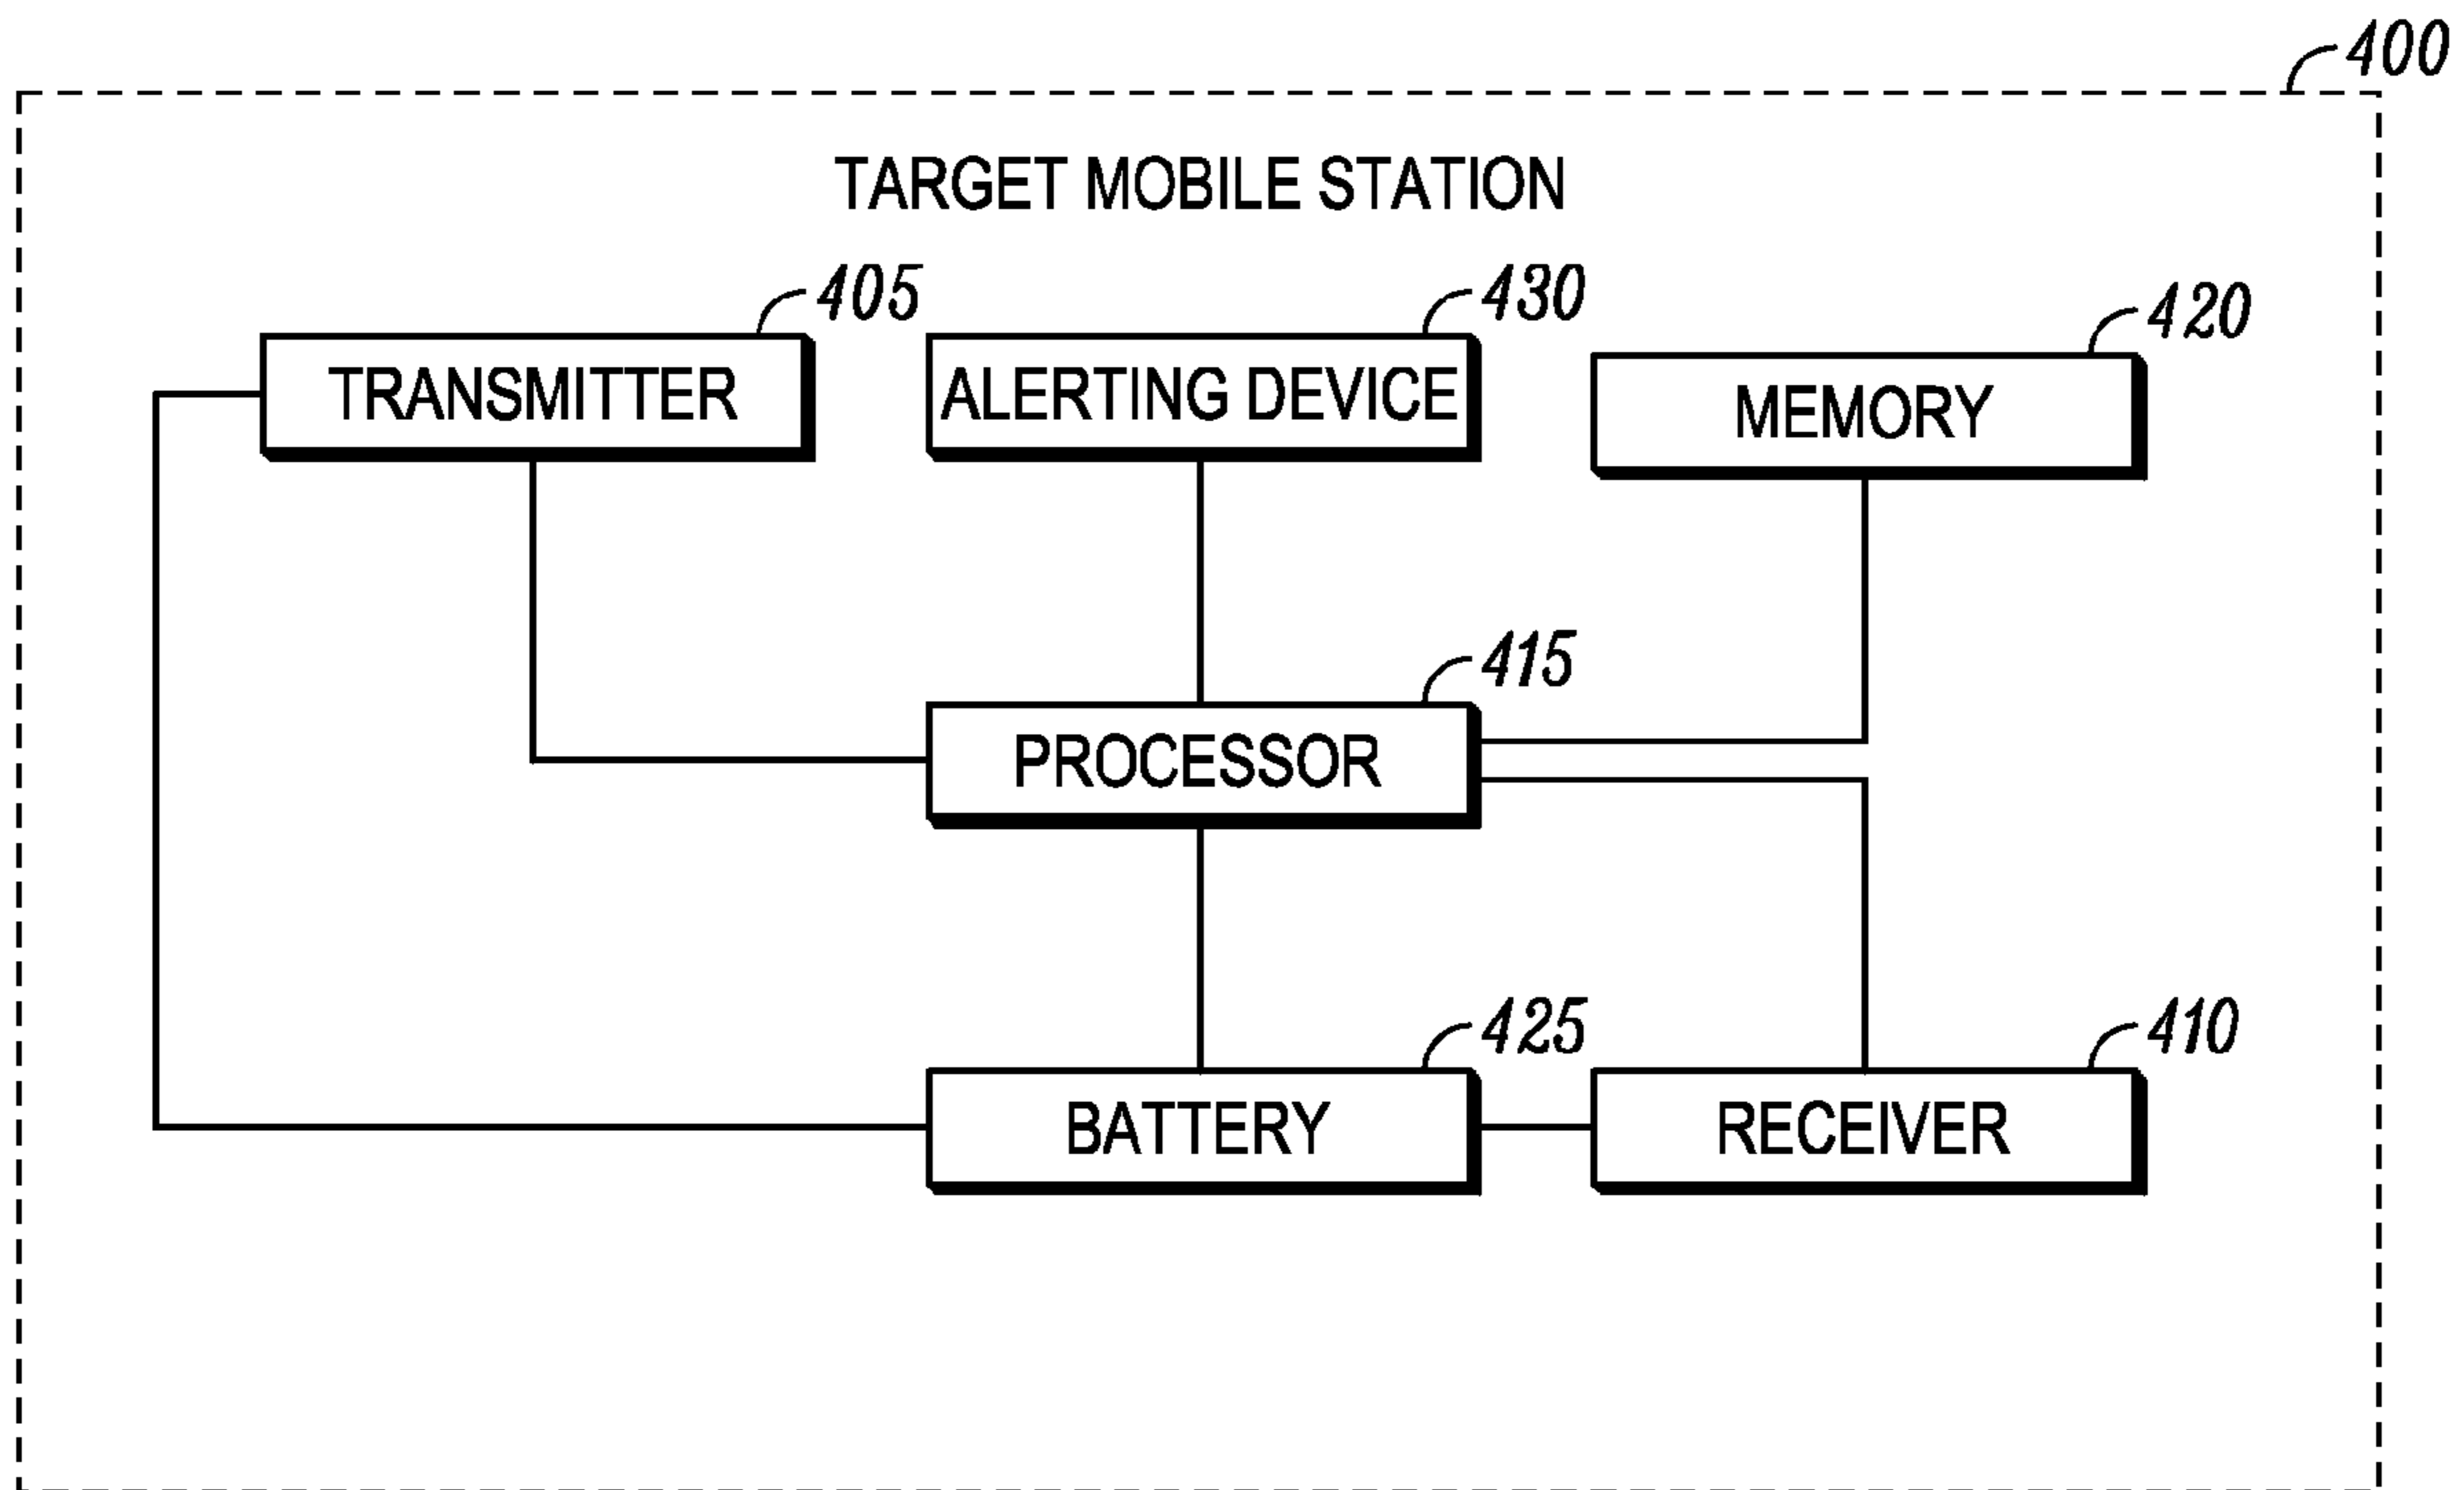 400
TARGET MOBILE STATION
405
430
420
TRANSMITTER
ALERTING DEVICE
MEMORY
415
PROCESSOR
425
410
BATTERY
RECEIVER